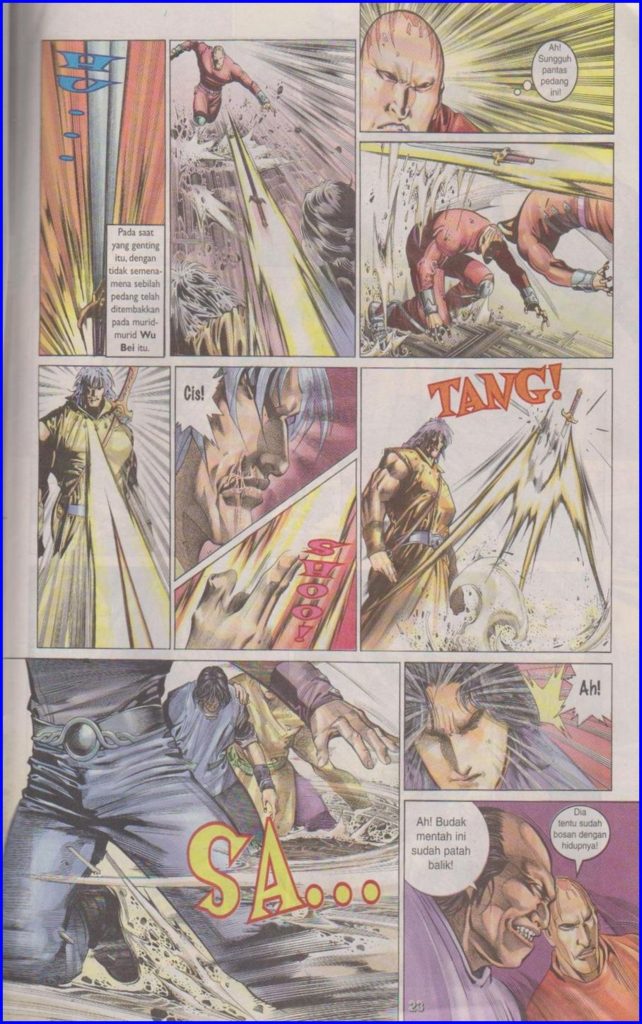 HU...
Pada saat
yang genting
itu, dengan
tidak semena-
mena sebilah
pedang telah
ditembakkan
pada murid-
murid Wu
Bei itu.
Ah!
Sungguh
pantas
pedang
ini!
Cis!
SHOOT!
TANG!
SA...
Ah!
Ah! Budak
mentah ini
sudah patah
balik!
Dia
tentu sudah
bosan dengan
hidupnya!
23